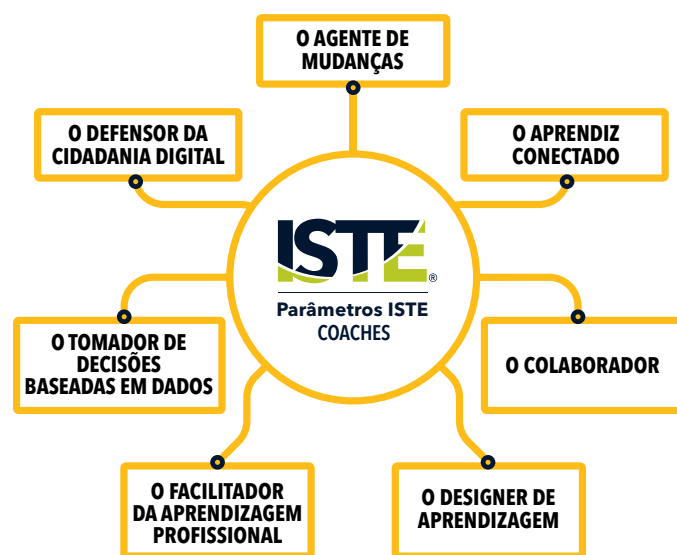 O AGENTE DE
MUDANÇAS
O DEFENSOR DA
CIDADANIA DIGITAL
O APRENDIZ
CONECTADO
ISTE®
Parâmetros ISTE
COACHES
O TOMADOR DE
DECISÕES
BASEADAS EM DADOS
O COLABORADOR
O FACILITADOR
DA APRENDIZAGEM
PROFISSIONAL
O DESIGNER DE
APRENDIZAGEM